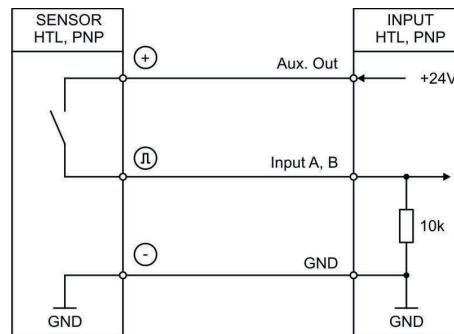 SENSOR
HTL, PNP
INPUT
HTL, PNP
+
Aux. Out
+24V
Input A, B
10k
-
GND
GND
GND